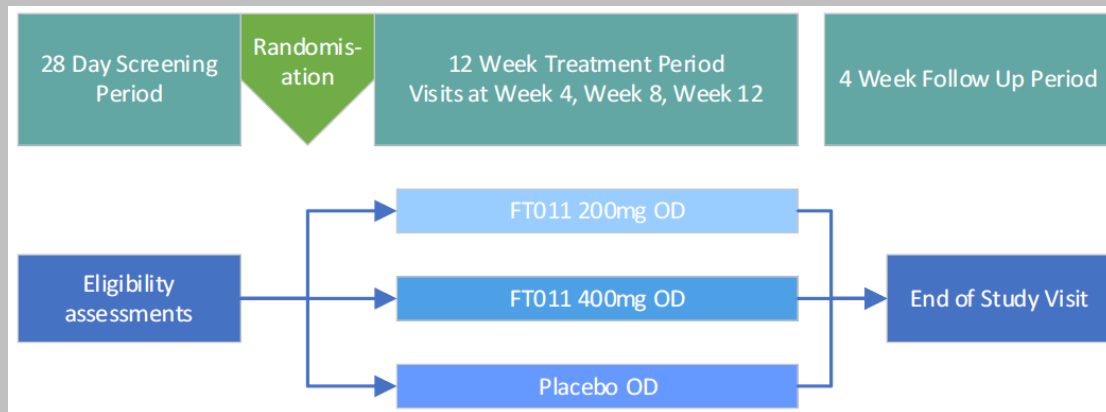 28 Day Screening
Period
Randomis-
ation
12 Week Treatment Period
Visits at Week 4, Week 8, Week 12
4 Week Follow Up Period
FT011 200mg OD
Eligibility
assessments
FT011 400mg OD
End of Study Visit
Placebo OD